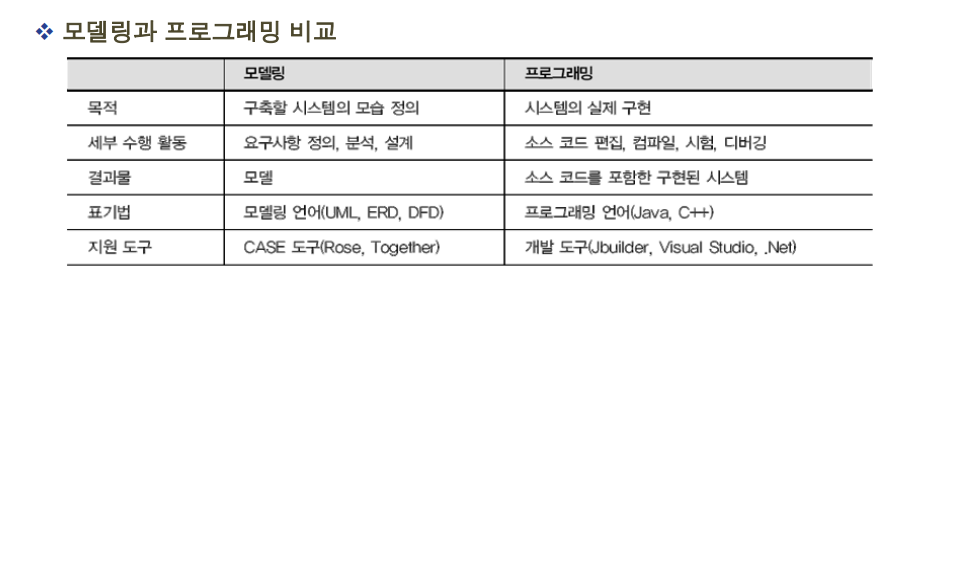 ❖ 모델링과 프로그래밍 비교
모델링 프로그래밍
목적 구축할 시스템의 모습 정의 시스템의 실제 구현
세부 수행 활동 요구사항 정의, 분석, 설계 소스 코드 편집, 컴파일, 시험, 디버깅
결과물 모델 소스 코드를 포함한 구현된 시스템
표기법 모델링 언어(UML, ERD, DFD) 프로그래밍 언어(Java, C++)
지원 도구 CASE 도구(Rose, Together) 개발 도구(Jbuilder, Visual Studio, .Net)